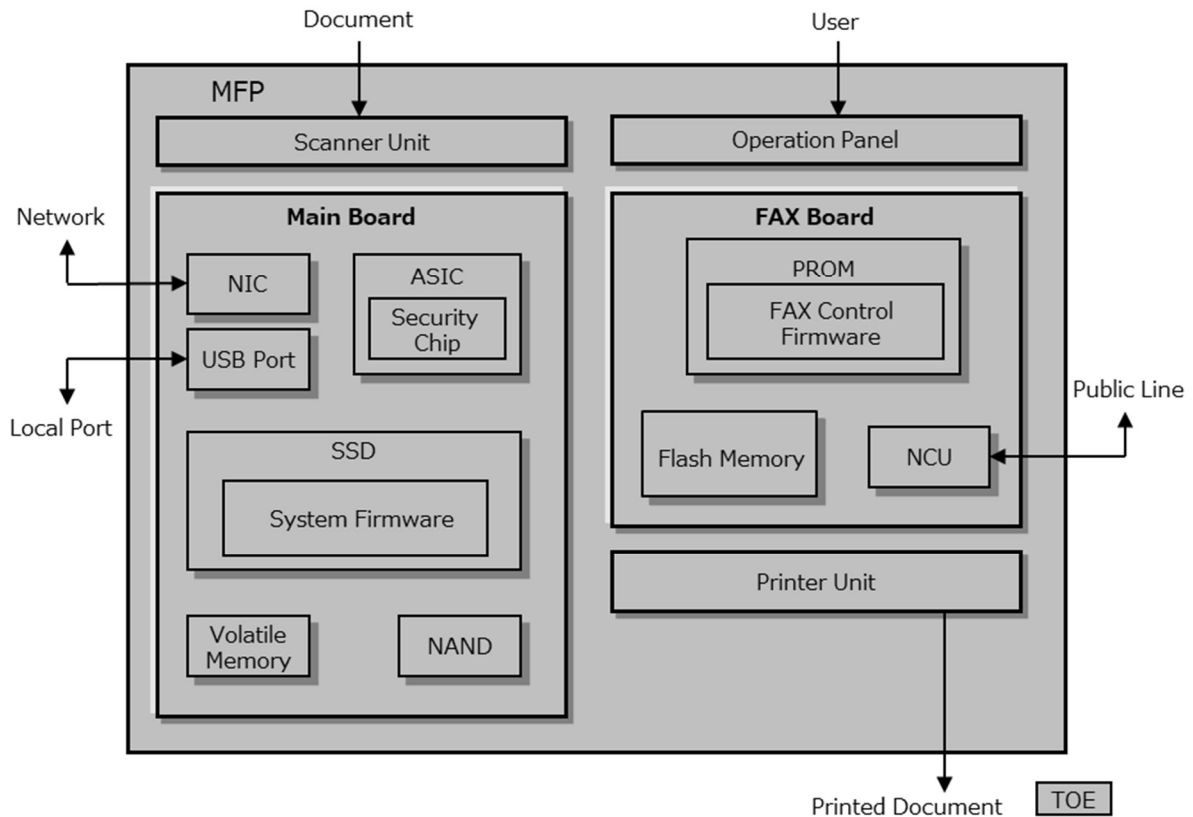 Document
User
MFP
Scanner Unit
Operation Panel
Main Board
FAX Board
Network
NIC
ASIC
Security
Chip
PROM
FAX Control
Firmware
USB Port
Local Port
Public Line
SSD
System Firmware
Flash Memory
NCU
Volatile
Memory
NAND
Printer Unit
Printed Document
TOE